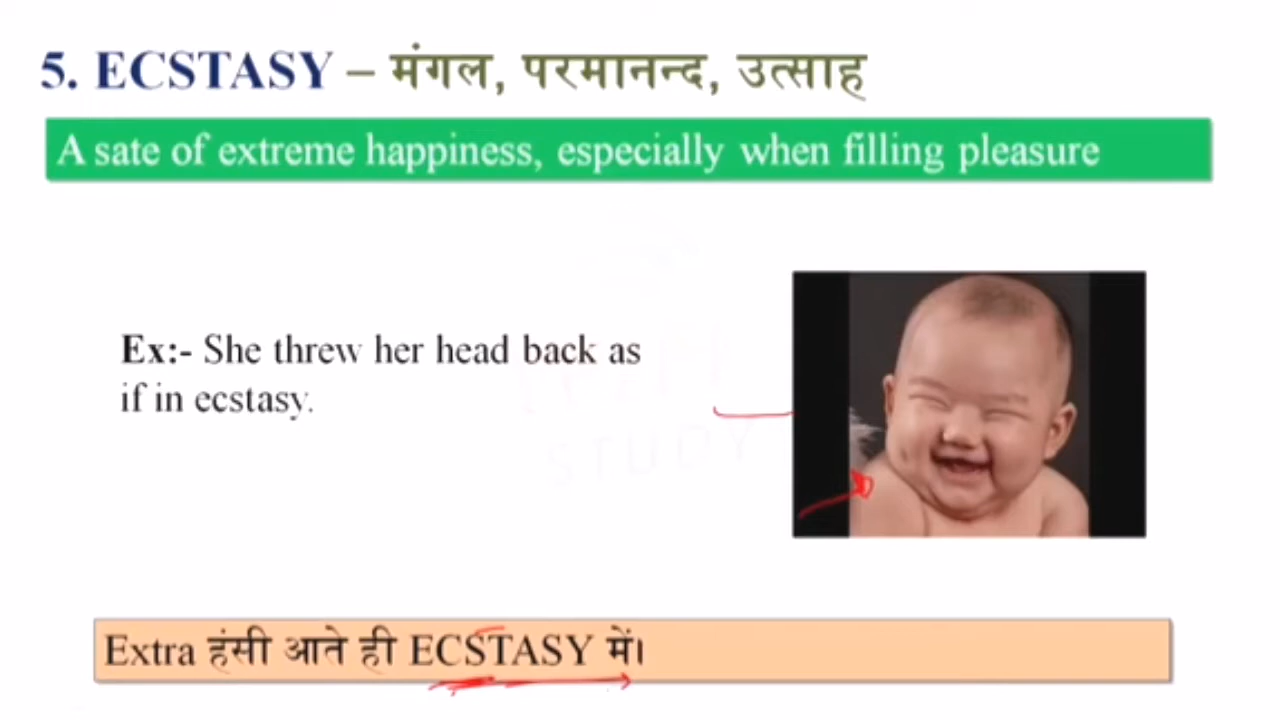 5. ECSTASY – मंगल, परमानन्द, उत्साह
A sate of extreme happiness, especially when filling pleasure
Ex:- She threw her head back as
if in ecstasy.
STUDY
Extra हंसी आते ही ECSTASY में।